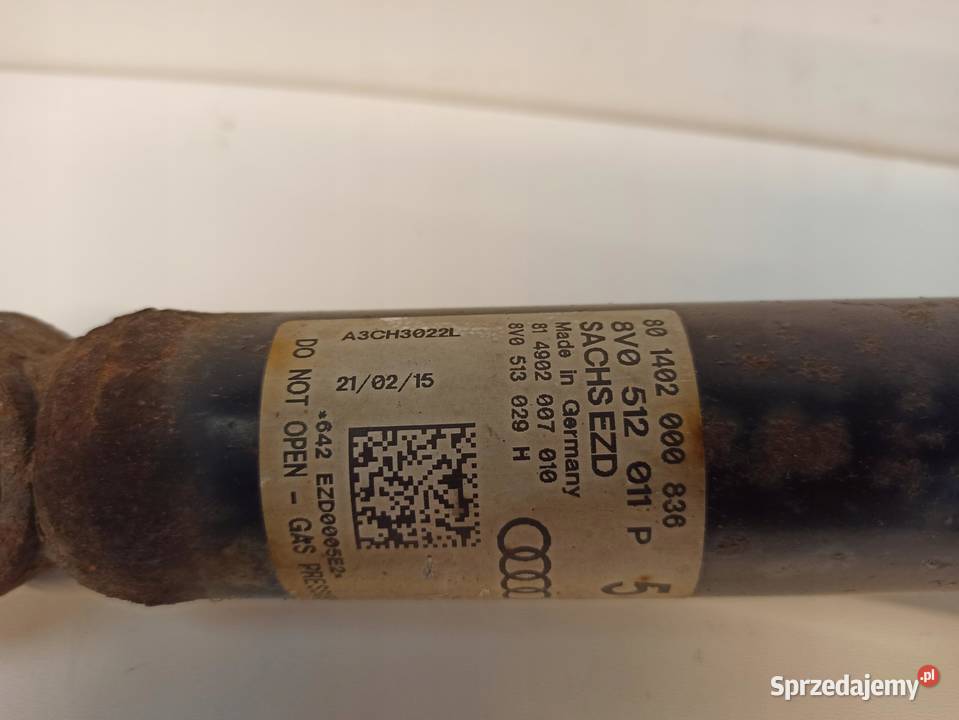 80 1402 000 836
8V0 512 011 P
SACHSEZD
Made in Germany
81 4902 007 010
8V0 513 029 H
5
A3CH3022L
21/02/15
*642 EZD0005E2*
DO NOT OPEN - GAS PRESS
Sprzedajemy.pl